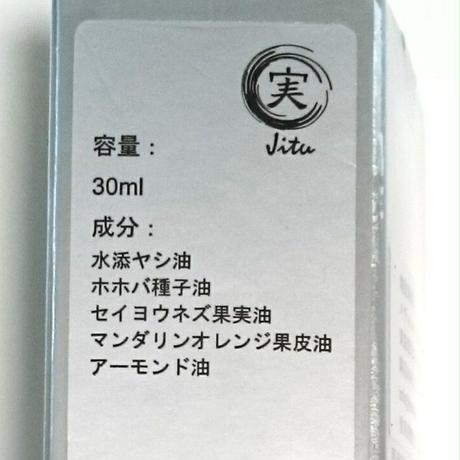 実
Jitu
容量：
30ml
成分：
水添ヤシ油
ホホバ種子油
セイヨウネズ果実油
マンダリンオレンジ果皮油
アーモンド油